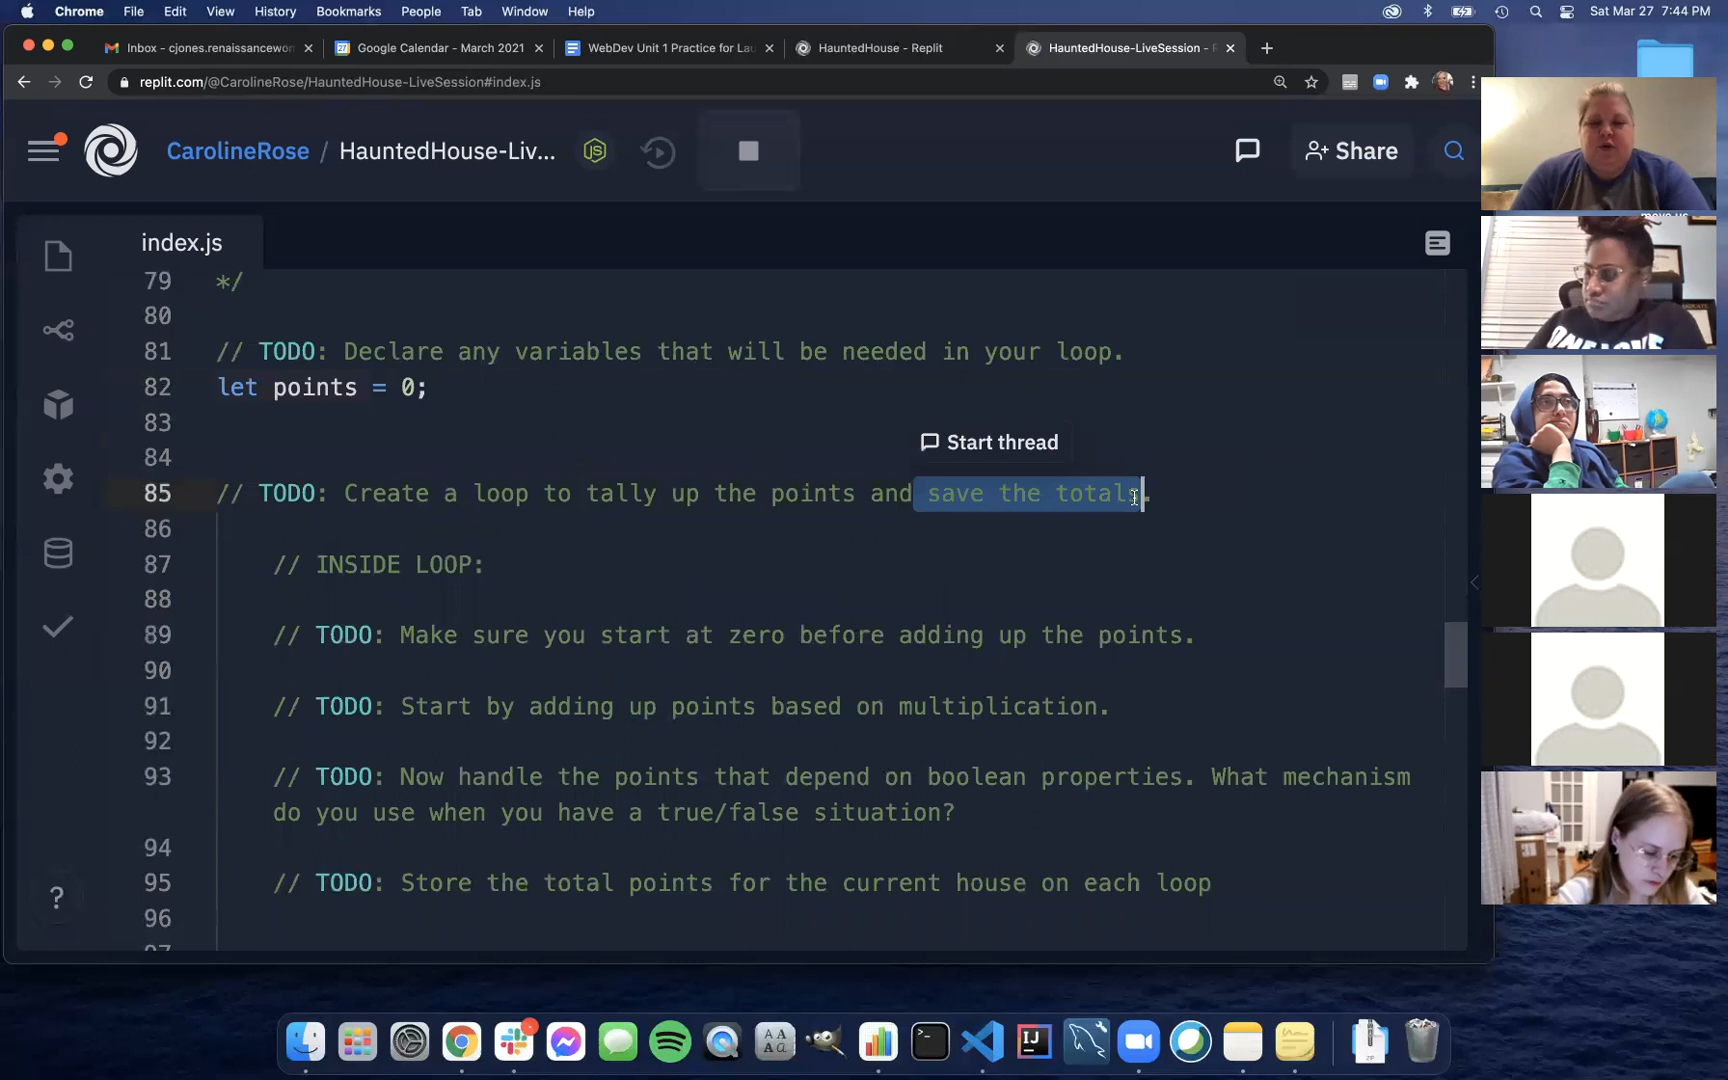 Chrome File Edit View History Bookmarks People Tab Window Help Sat Mar 27 7:44 PM
Inbox - cjones.renaissancewor
Google Calendar - March 2021
WebDev Unit 1 Practice for Lau
HauntedHouse - Replit
HauntedHouse-LiveSession -
replit.com/@CarolineRose/HauntedHouse-LiveSession#index.js
CarolineRose / HauntedHouse-Liv... JS Share
index.js
79 */
80
81 // TODO: Declare any variables that will be needed in your loop.
82 let points = 0;
83
84
Start thread
85 // TODO: Create a loop to tally up the points and save the totals.
86
87 // INSIDE LOOP:
88
89 // TODO: Make sure you start at zero before adding up the points.
90
91 // TODO: Start by adding up points based on multiplication.
92
93 // TODO: Now handle the points that depend on boolean properties. What mechanism
do you use when you have a true/false situation?
94
95 // TODO: Store the total points for the current house on each loop
96
97
?